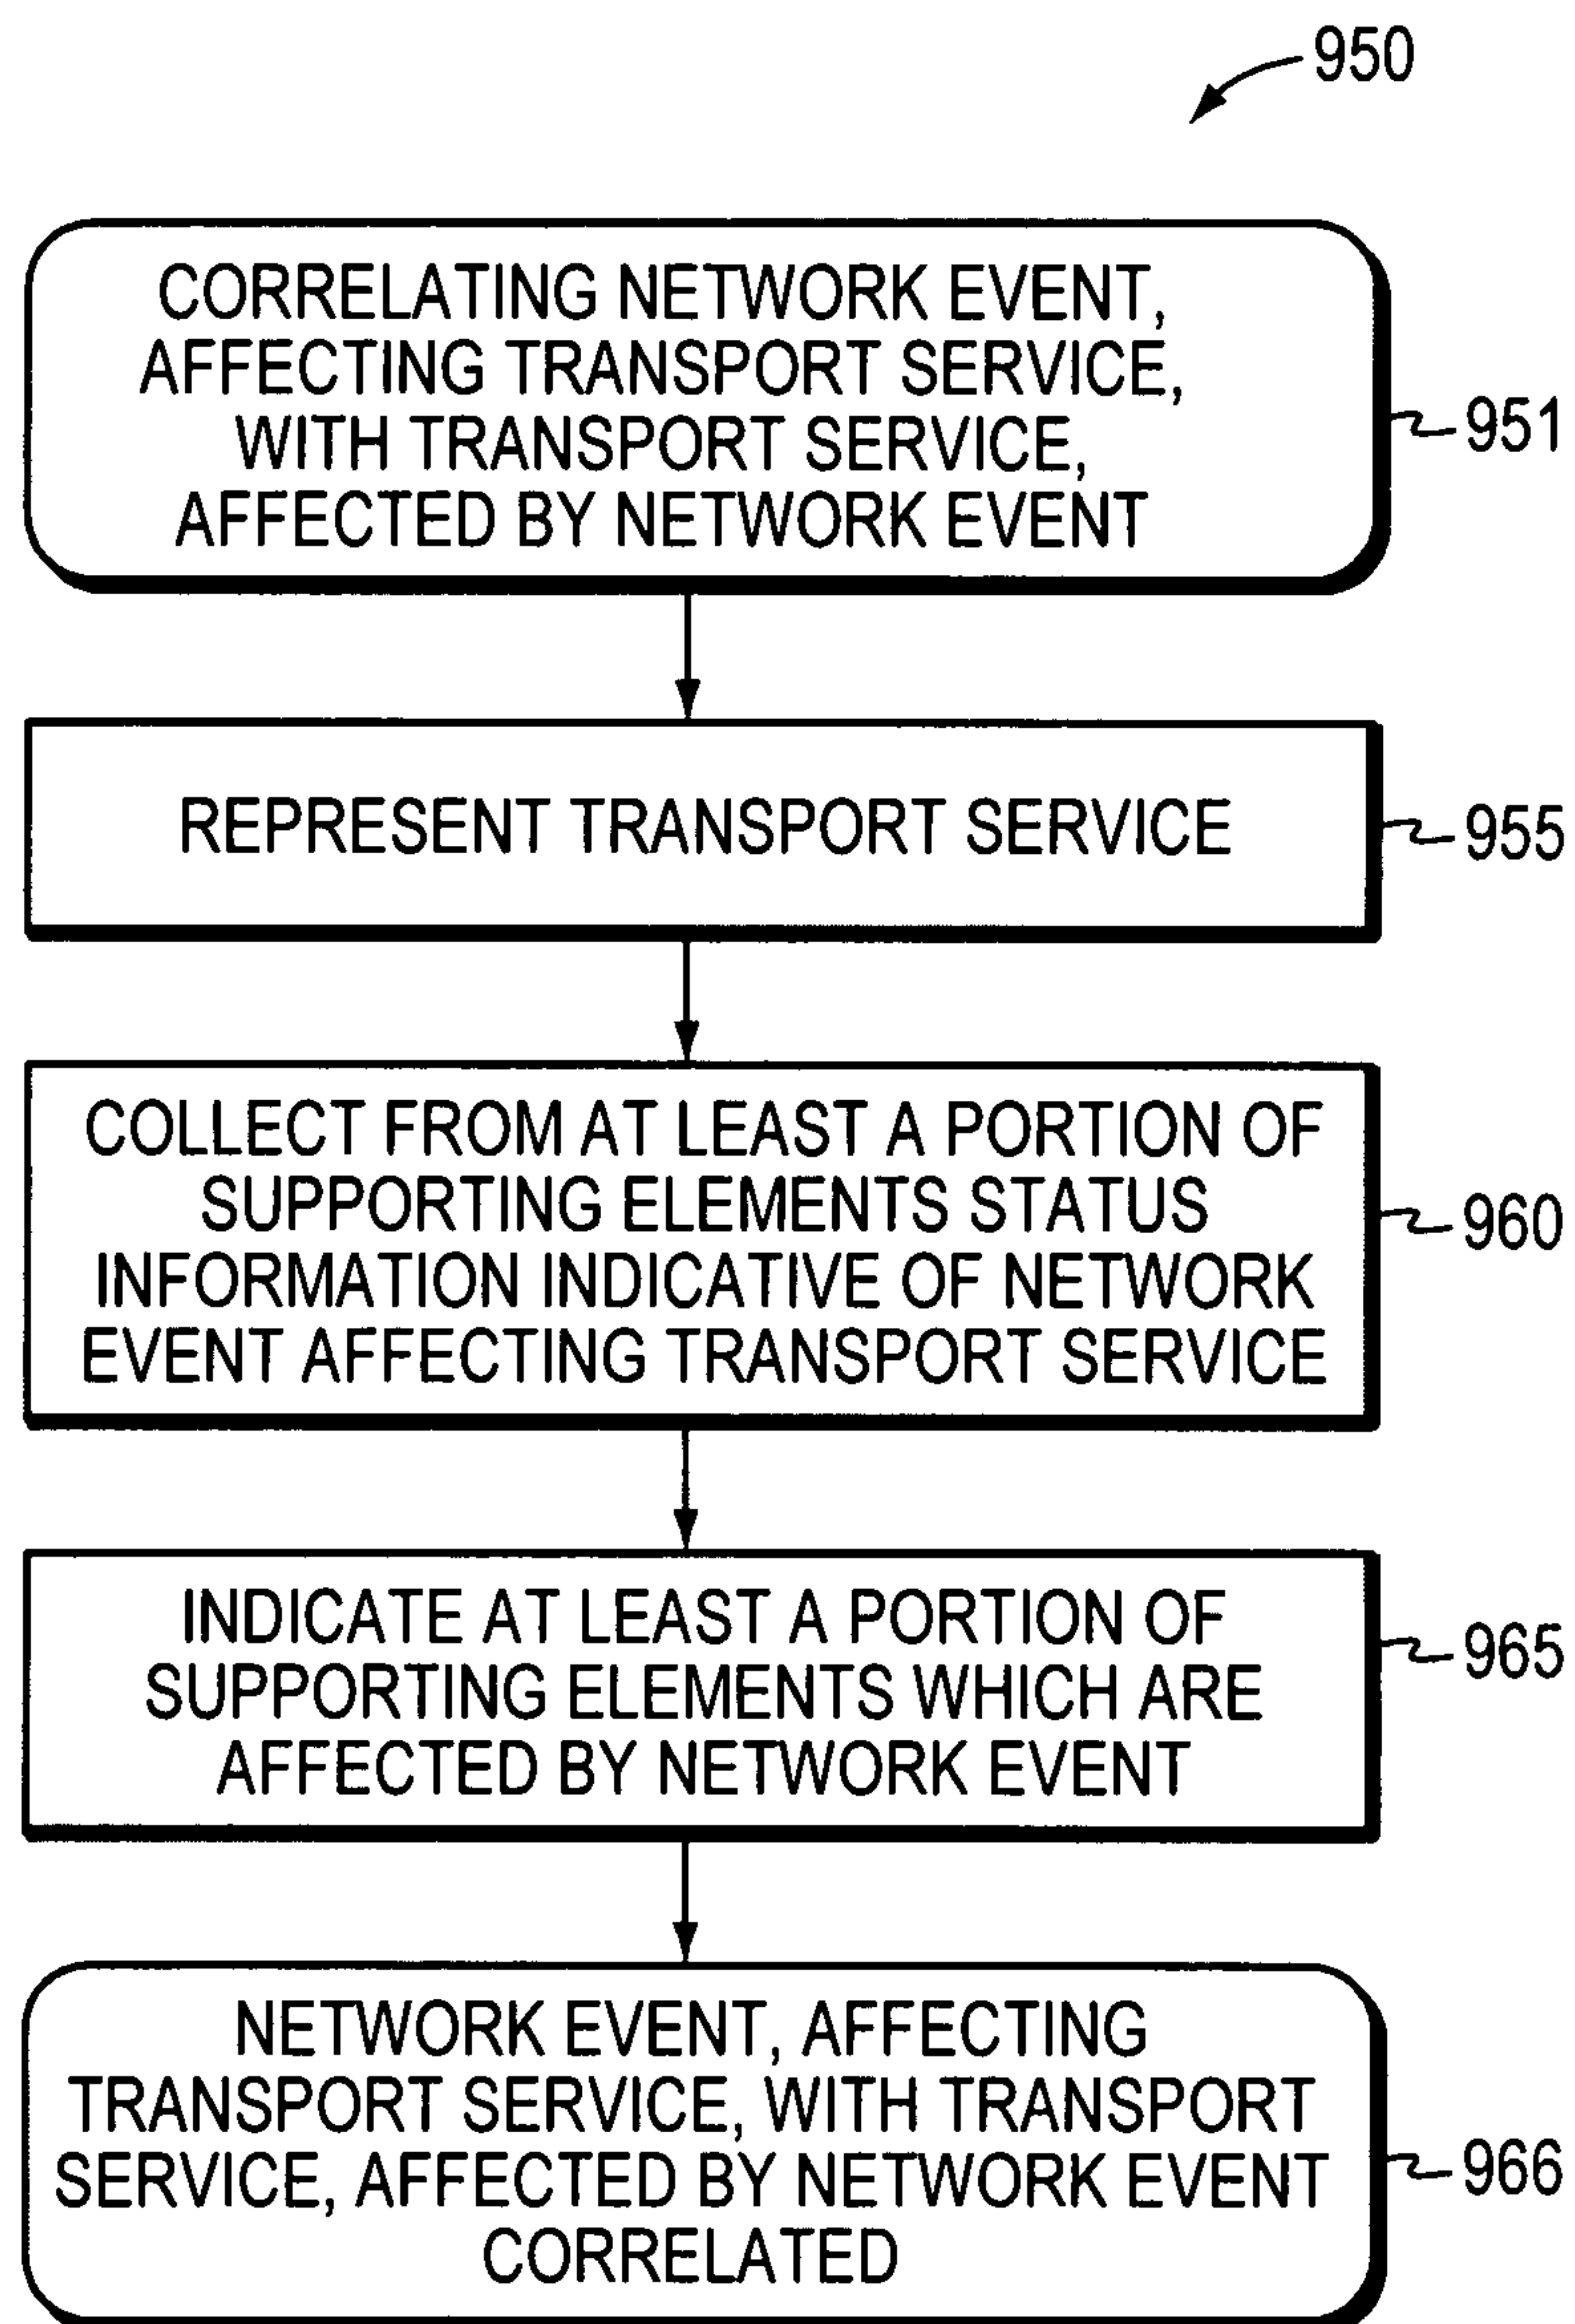 950
CORRELATING NETWORK EVENT,
AFFECTING TRANSPORT SERVICE,
WITH TRANSPORT SERVICE,
AFFECTED BY NETWORK EVENT
951
REPRESENT TRANSPORT SERVICE
955
COLLECT FROM AT LEAST A PORTION OF
SUPPORTING ELEMENTS STATUS
INFORMATION INDICATIVE OF NETWORK
EVENT AFFECTING TRANSPORT SERVICE
960
INDICATE AT LEAST A PORTION OF
SUPPORTING ELEMENTS WHICH ARE
AFFECTED BY NETWORK EVENT
965
NETWORK EVENT, AFFECTING
TRANSPORT SERVICE, WITH TRANSPORT
SERVICE, AFFECTED BY NETWORK EVENT
CORRELATED
966